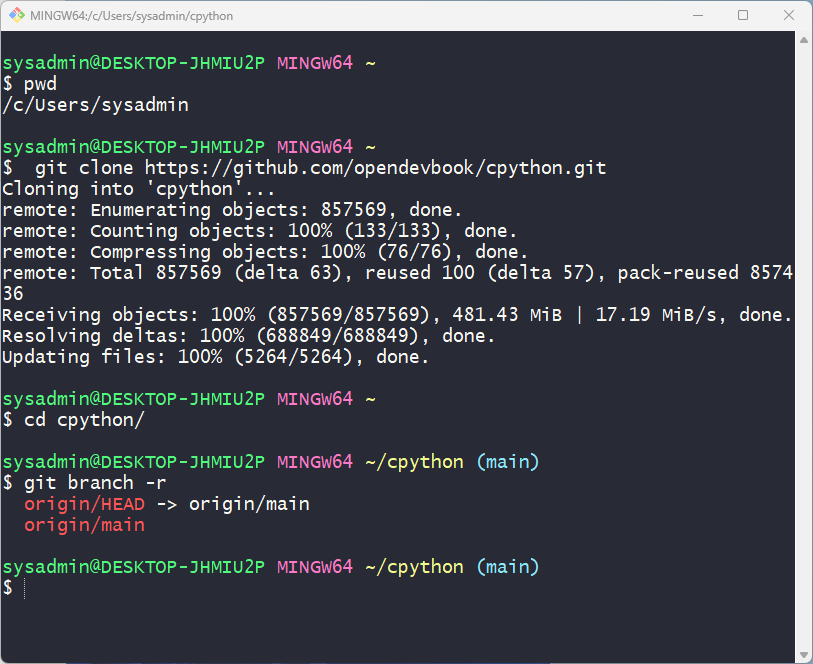 MINGW64:/c/Users/sysadmin/cpython
sysadmin@DESKTOP-JHMIU2P MINGW64 ~
$ pwd
/c/Users/sysadmin
sysadmin@DESKTOP-JHMIU2P MINGW64 ~
$  git clone https://github.com/opendevbook/cpython.git
Cloning into 'cpython'...
remote: Enumerating objects: 857569, done.
remote: Counting objects: 100% (133/133), done.
remote: Compressing objects: 100% (76/76), done.
remote: Total 857569 (delta 63), reused 100 (delta 57), pack-reused 8574
36
Receiving objects: 100% (857569/857569), 481.43 MiB | 17.19 MiB/s, done.
Resolving deltas: 100% (688849/688849), done.
Updating files: 100% (5264/5264), done.
sysadmin@DESKTOP-JHMIU2P MINGW64 ~
$ cd cpython/
sysadmin@DESKTOP-JHMIU2P MINGW64 ~/cpython (main)
$ git branch -r
  origin/HEAD -> origin/main
  origin/main
sysadmin@DESKTOP-JHMIU2P MINGW64 ~/cpython (main)
$